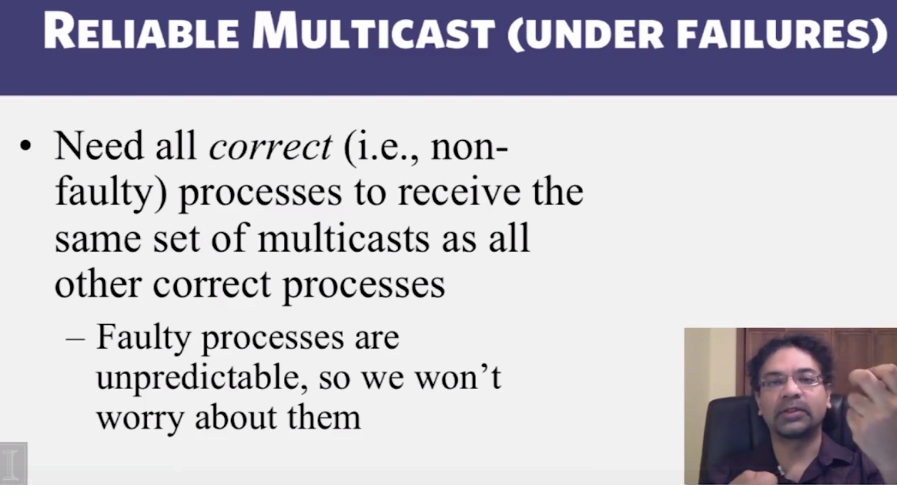 RELIABLE MULTICAST (UNDER FAILURES)
• Need all correct (i.e., non-
faulty) processes to receive the
same set of multicasts as all
other correct processes
– Faulty processes are
unpredictable, so we won't
worry about them
I